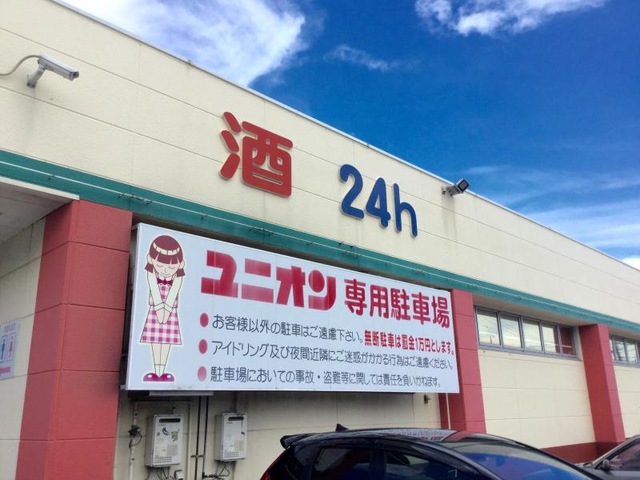 酒
24h
ユニオン 専用駐車場
● お客様以外の駐車はご遠慮下さい。無断駐車は罰金1万円とします。
● アイドリング及び夜間近隣にご迷惑がかかる行為はご遠慮ください。
● 駐車場においての事故・盗難等に関しては責任を負いかねます。